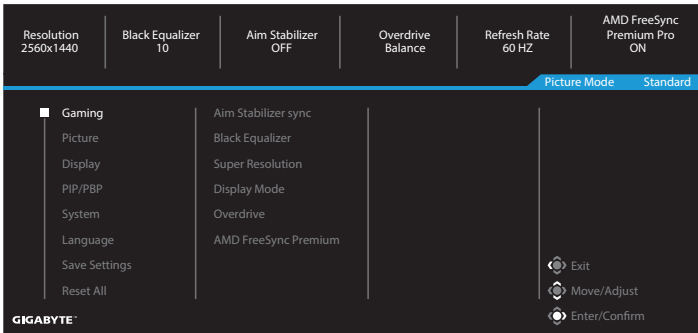 Resolution
2560x1440
Black Equalizer
10
Aim Stabilizer
OFF
Overdrive
Balance
Refresh Rate
60 HZ
AMD FreeSync
Premium Pro
ON
Picture Mode Standard
Gaming
Picture
Display
PIP/PBP
System
Language
Save Settings
Reset All
Aim Stabilizer sync
Black Equalizer
Super Resolution
Display Mode
Overdrive
AMD FreeSync Premium
Exit
Move/Adjust
Enter/Confirm
GIGABYTE™